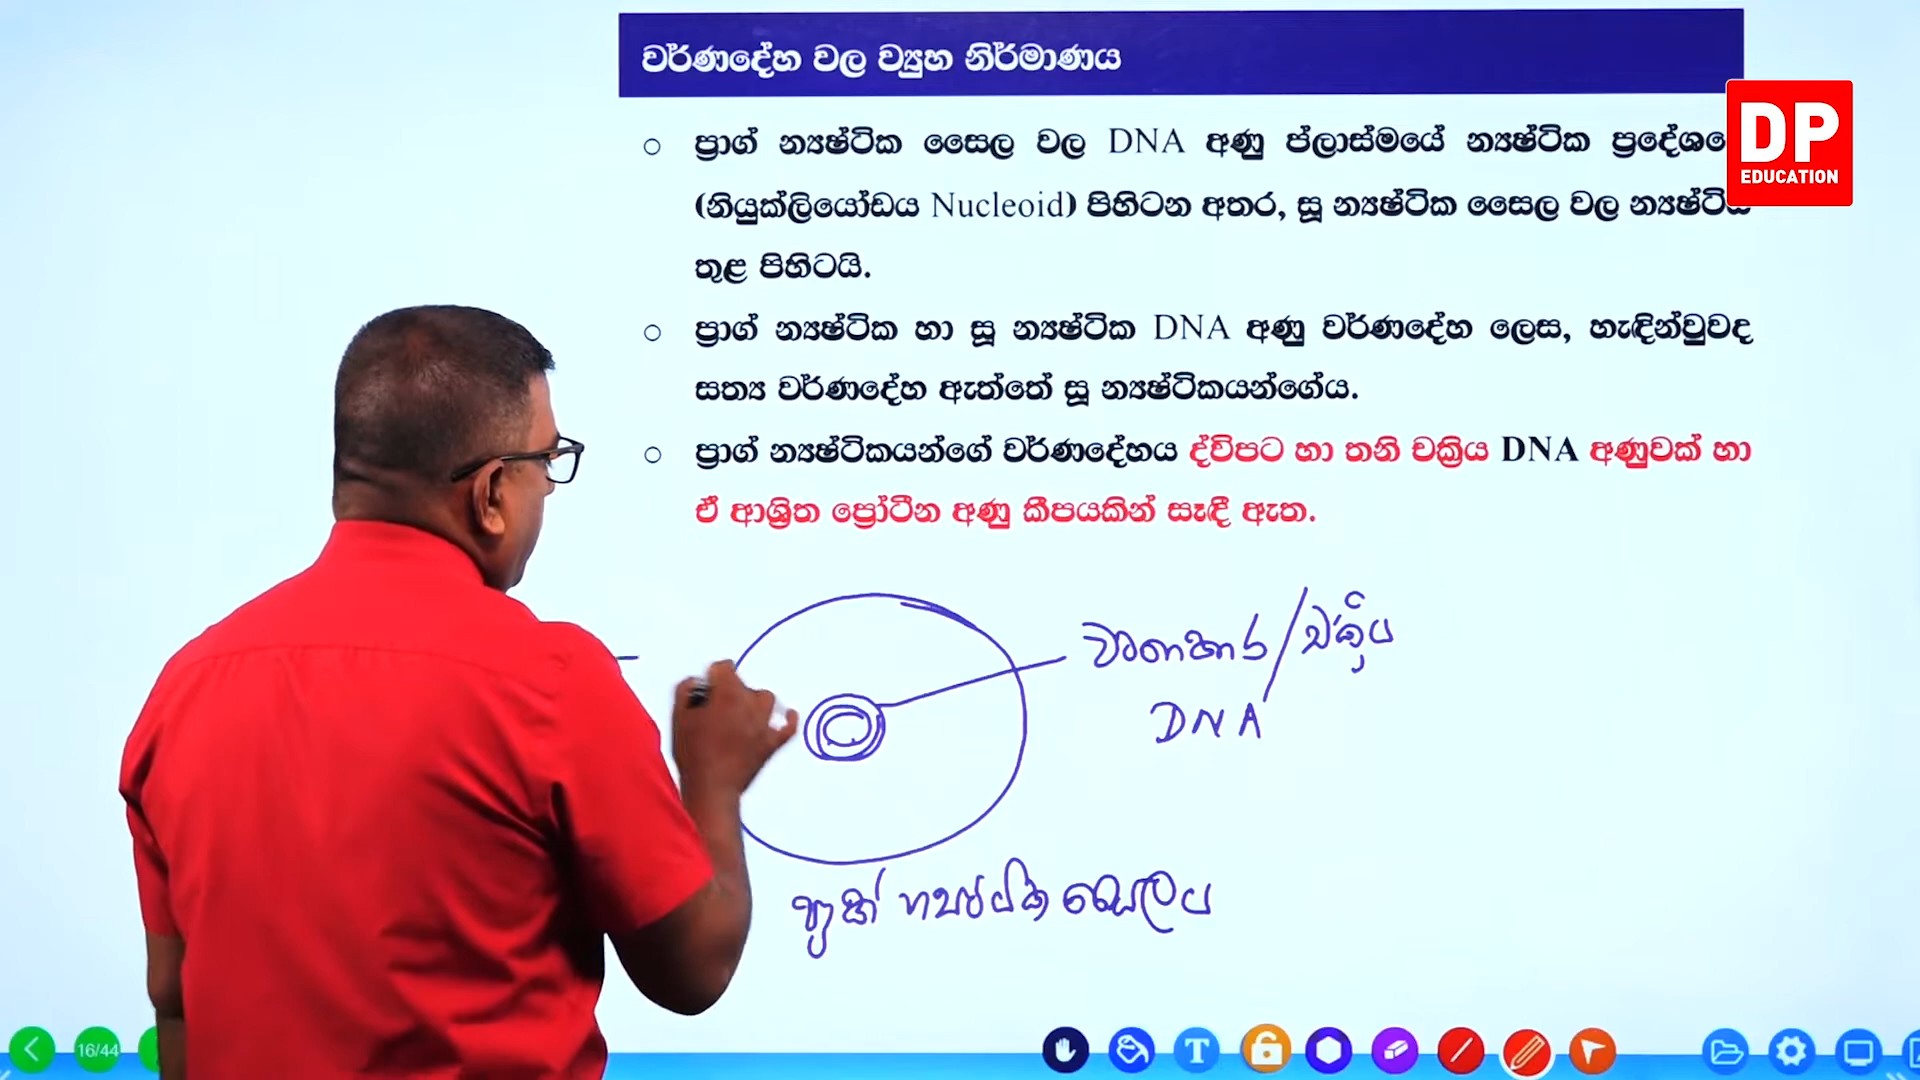 වර්ණදේහ වල ව්‍යුහ නිර්මාණය
DP
EDUCATION
ප්‍රාග් න්‍යෂ්ටික සෛල වල DNA අණු ප්ලාස්මයේ න්‍යෂ්ටික
(නියුක්ලියෝඩය Nucleoid) පිහිටන අතර, සූ න්‍යෂ්ටික සෛල වල
තුළ පිහිටයි.
ප්‍රාග් න්‍යෂ්ටික හා සූ න්‍යෂ්ටික DNA අණු වර්ණදේහ ලෙස, හැඳින්වුවද
සත්‍ය වර්ණදේහ ඇත්තේ සූ න්‍යෂ්ටිකයන්ගේය.
ප්‍රාග් න්‍යෂ්ටිකයන්ගේ වර්ණදේහය ද්විපට හා තනි චක්‍රිය DNA අණුවක් හා
ඒ ආශ්‍රිත ප්‍රෝටීන අණු කීපයකින් සෑඳී ඇත.
/චක්‍රීය
DNA
ප්‍රාග් න්‍යෂ්ටික සෛලය
16/44
T